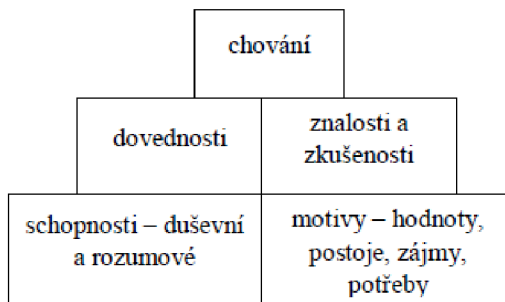 chování
dovednosti
znalosti a
zkušenosti
schopnosti – duševní
a rozumové
motivy – hodnoty,
postoje, zájmy,
potřeby